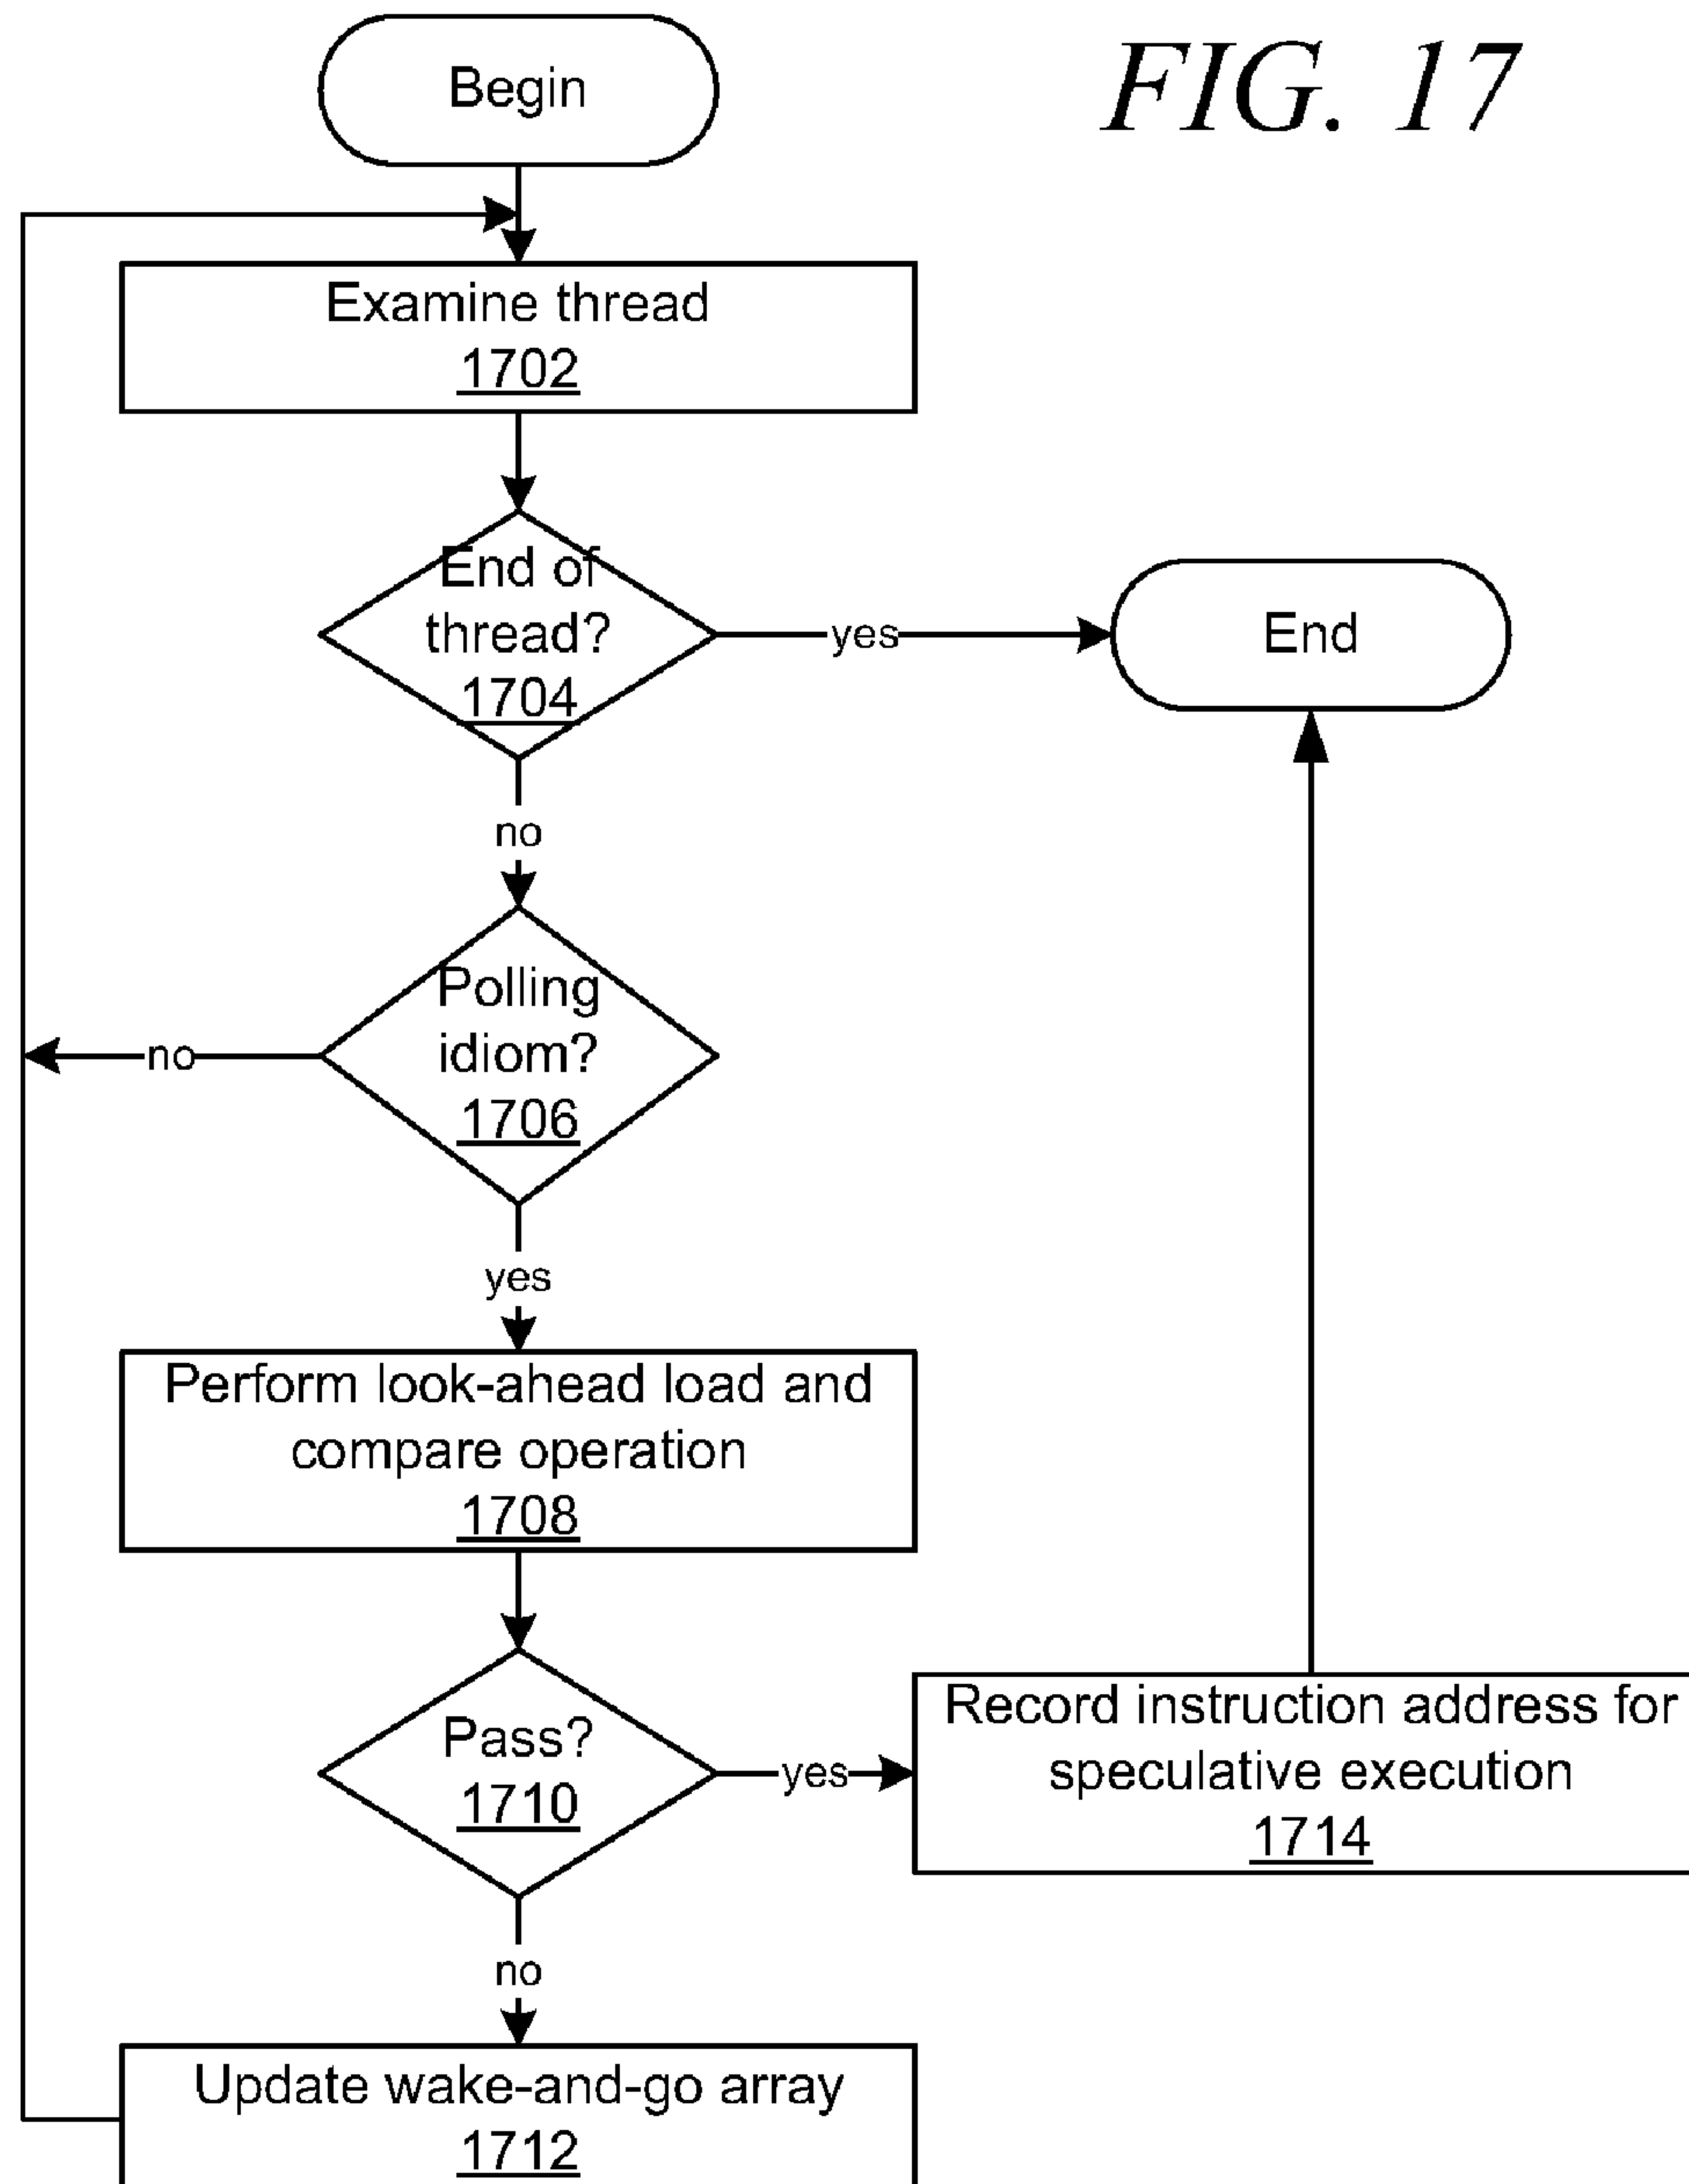 FIG. 17
Begin
Examine thread
1702
End of
thread?
1704
yes
End
no
Polling
idiom?
1706
no
yes
Perform look-ahead load and
compare operation
1708
Pass?
1710
yes
Record instruction address for
speculative execution
1714
no
Update wake-and-go array
1712